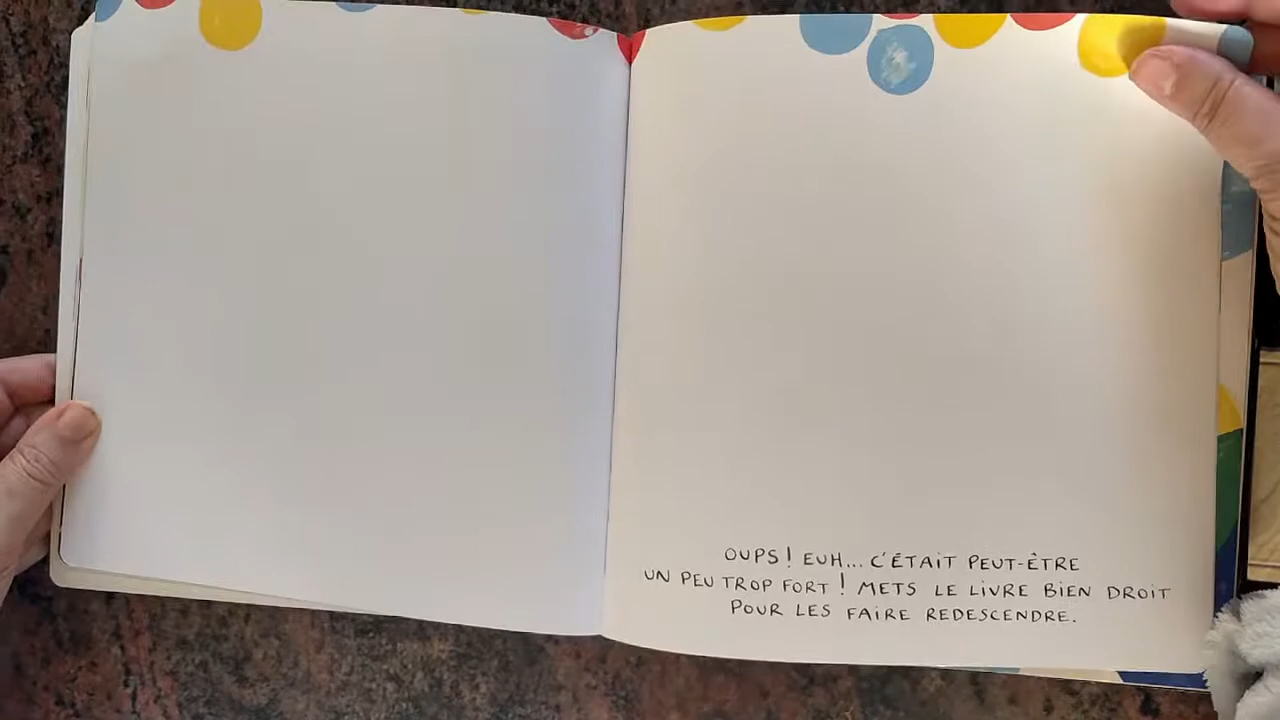 OUPS! EUH... C'ÉTAIT PEUT-ÊTRE
UN PEU TROP FORT! METS LE LIVRE BIEN DROIT
POUR LES FAIRE REDESCENDRE.